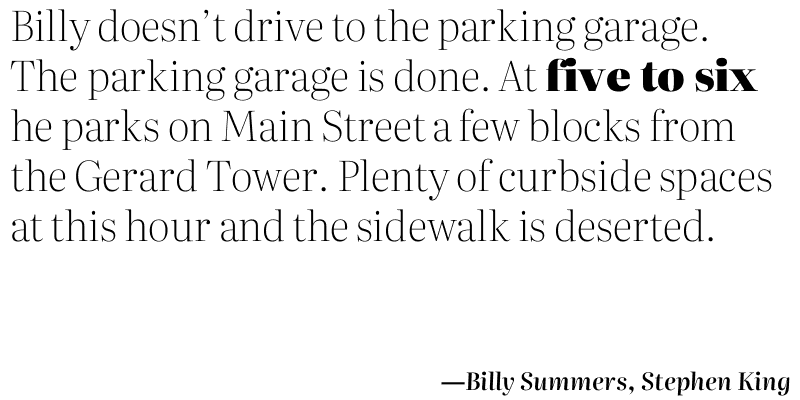 Billy doesn’t drive to the parking garage.
The parking garage is done. At five to six
he parks on Main Street a few blocks from
the Gerard Tower. Plenty of curbside spaces
at this hour and the sidewalk is deserted.
—Billy Summers, Stephen King